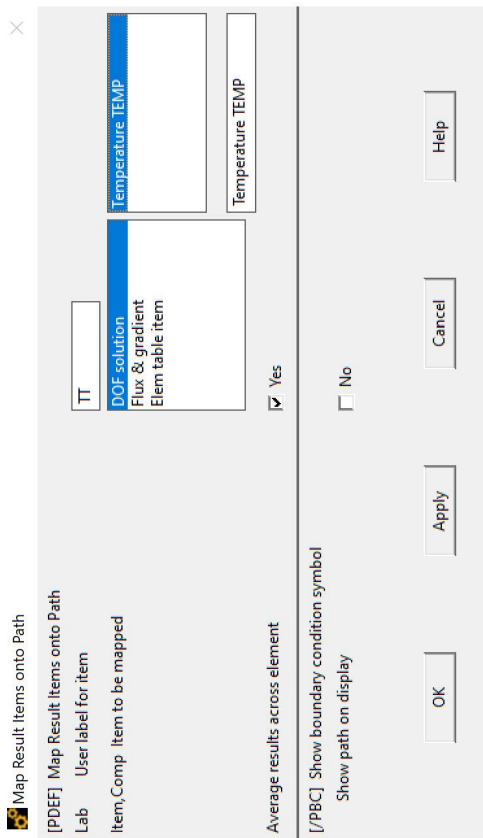 Map Result Items onto Path
[PDEF] Map Result Items onto Path
Lab User label for item TT
Item,Comp Item to be mapped DOF solution Temperature TEMP
Flux & gradient
Elem table item
Temperature TEMP
Average results across element Yes
[/PBC] Show boundary condition symbol
Show path on display No
OK Apply Cancel Help